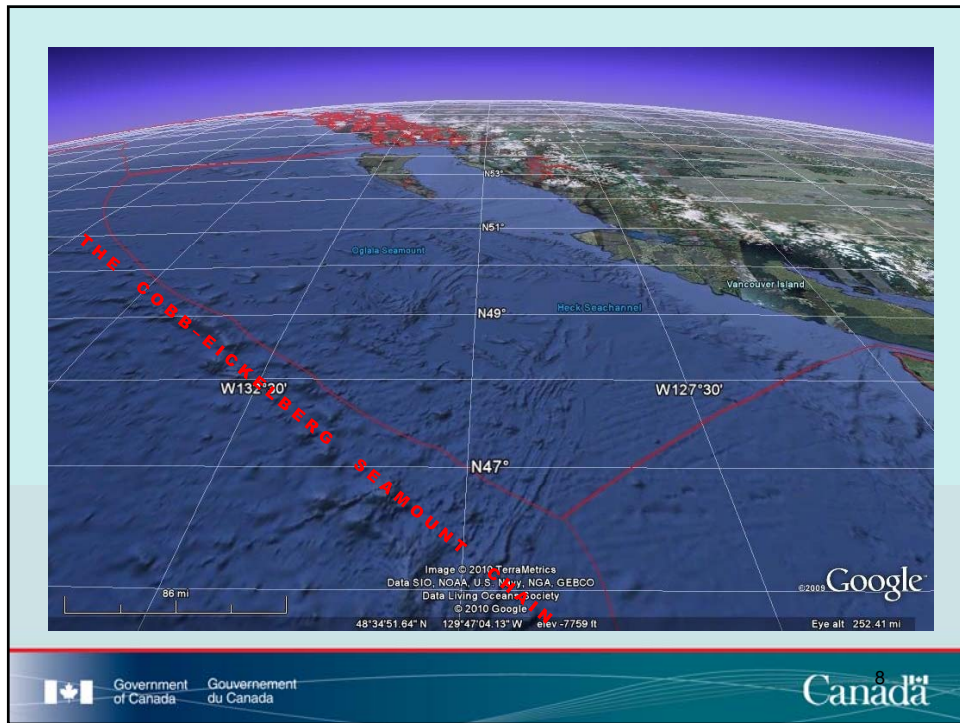 N53°
N51°
Oglala Seamount
Vancouver Island
THE COBB-EICKELBERG SEAMOUNT CHAIN
Heck Seachannel
N49°
W132°30'
W127°30'
N47°
Image © 2010 TerraMetrics
Data SIO, NOAA, U.S. Navy, NGA, GEBCO
Data Living Oceans Society
© 2010 Google
©2009 Google
86 mi
48°34'51.64" N 129°47'04.13" W elev -7759 ft
Eye alt 252.41 mi
Government of Canada
Gouvernement du Canada
8
Canada